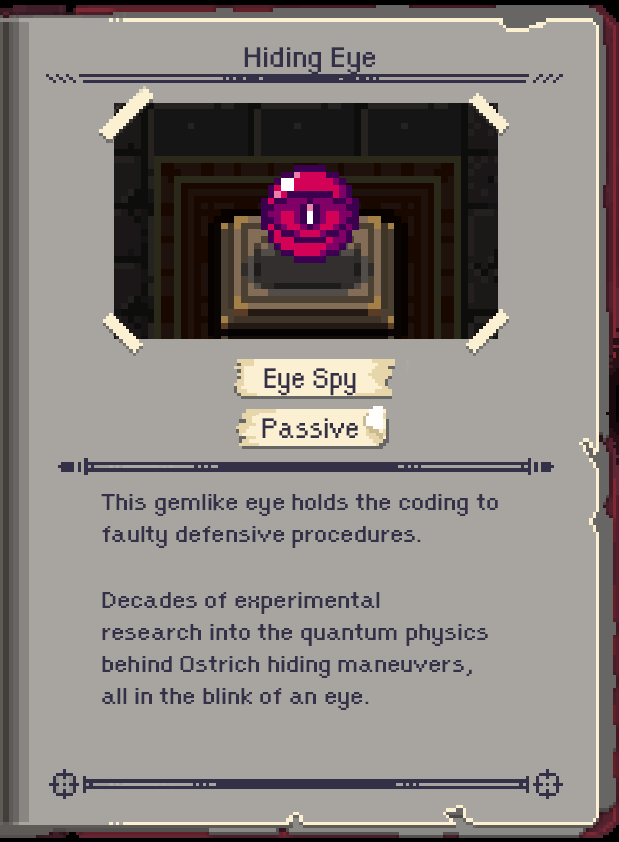 Hiding Eye
Eye Spy
Passive
This gemlike eye holds the coding to
faulty defensive procedures.
Decades of experimental
research into the quantum physics
behind Ostrich hiding maneuvers,
all in the blink of an eye.